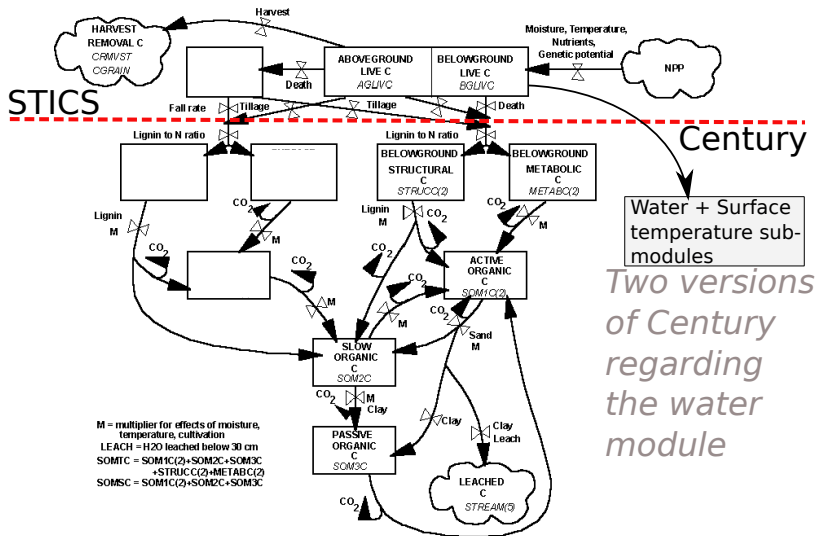 Harvest
HARVEST
REMOVAL C
CRMVST
CGRAIN
ABOVEGROUND
LIVE C
AGLIVC
BELOWGROUND
LIVE C
BGLIVC
Moisture, Temperature,
Nutrients,
Genetic potential
NPP
Death
STICS
Fall rate
Tillage
Tillage
Death
Century
Lignin to N ratio
Lignin to N ratio
BELOWGROUND
STRUCTURAL
C
STRUCC(2)
BELOWGROUND
METABOLIC
C
METABC(2)
Water + Surface
temperature sub-
modules
Lignin
M
CO2
M
Lignin
M
CO2
CO2
M
CO2
CO2
CO2
CO2
ACTIVE
ORGANIC
C
SOM1C(2)
M
M
CO2
Sand
M
SLOW
ORGANIC
C
SOM2C
CO2
M
Clay
PASSIVE
ORGANIC
C
SOM3C
Clay
Clay
Leach
LEACHED
C
STREAM(5)
CO2
Two versions
of Century
regarding
the water
module
M = multiplier for effects of moisture,
temperature, cultivation
LEACH = H2O leached below 30 cm
SOMTC = SOM1C(2)+SOM2C+SOM3C
+STRUCC(2)+METABC(2)
SOMSC = SOM1C(2)+SOM2C+SOM3C